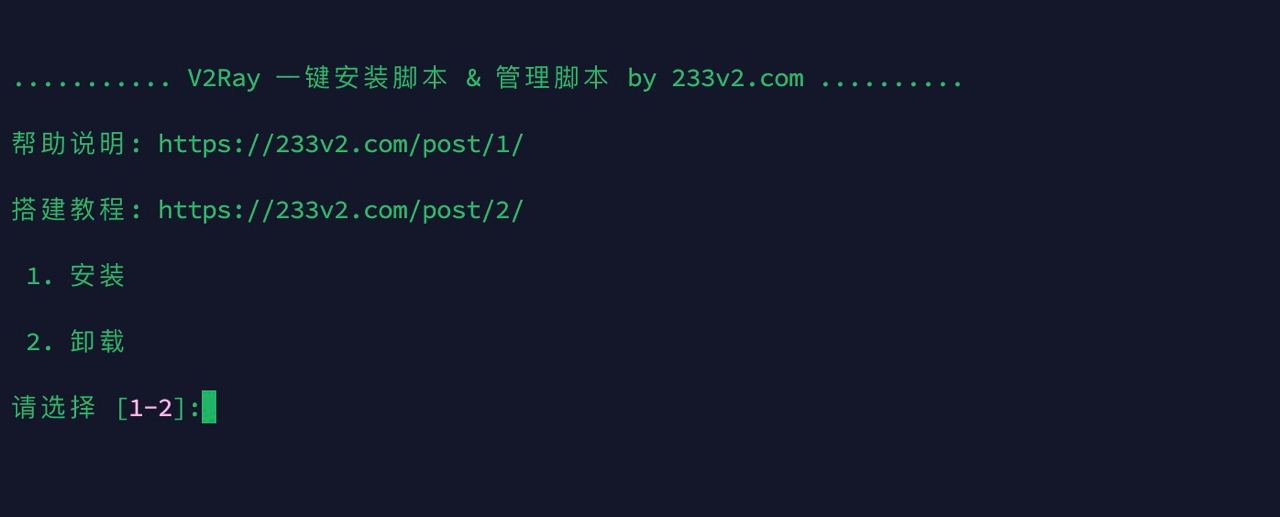 ........... V2Ray 一键安装脚本 & 管理脚本 by 233v2.com ..........
帮助说明: https://233v2.com/post/1/
搭建教程: https://233v2.com/post/2/
1. 安装
2. 卸载
请选择 [1-2]: